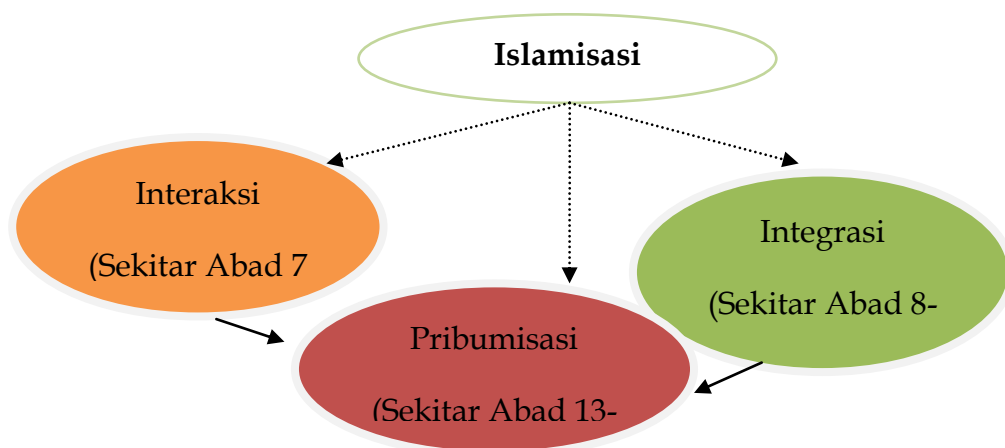 Islamisasi
Interaksi
(Sekitar Abad 7
Integrasi
(Sekitar Abad 8-
Pribumisasi
(Sekitar Abad 13-